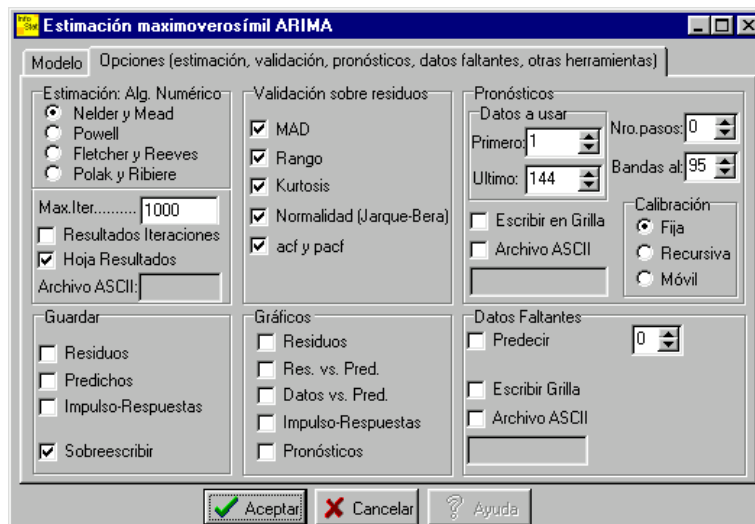 Info
Stat
Estimación maximoverosímil ARIMA
Modelo
Opciones (estimación, validación, pronósticos, datos faltantes, otras herramientas)
Estimación: Alg. Numérico
Nelder y Mead
Powell
Fletcher y Reeves
Polak y Ribiere
Max.Iter.......... 1000
Resultados Iteraciones
Hoja Resultados
Archivo ASCII:
Validación sobre residuos
MAD
Rango
Kurtosis
Normalidad (Jarque-Bera)
acf y pacf
Pronósticos
Datos a usar
Primero: 1
Ultimo: 144
Nro.pasos: 0
Bandas al: 95
Escribir en Grilla
Archivo ASCII
Calibración
Fija
Recursiva
Móvil
Guardar
Residuos
Predichos
Impulso-Respuestas
Sobreescribir
Gráficos
Residuos
Res. vs. Pred.
Datos vs. Pred.
Impulso-Respuestas
Pronósticos
Datos Faltantes
Predecir 0
Escribir Grilla
Archivo ASCII
Aceptar
Cancelar
Ayuda